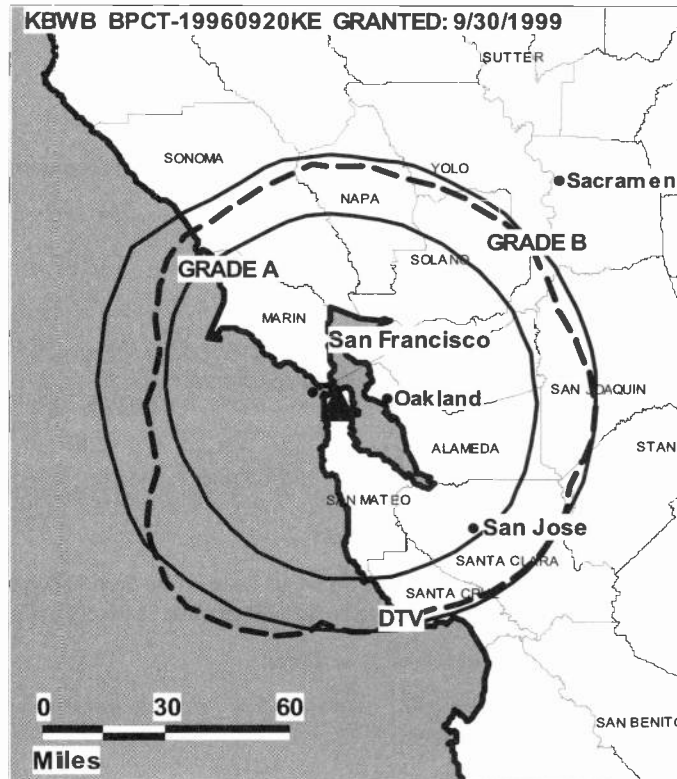 KBWB BPCT-19960920KE GRANTED: 9/30/1999
SUTTER
SONOMA
YOLO
Sacramen
NAPA
GRADE B
SOLANO
GRADE A
MARIN
San Francisco
SAN JOAQUIN
Oakland
ALAMEDA
STAN
SAN MATEO
San Jose
SANTA CLARA
SANTA CRUZ
DTV
0 30 60
Miles
SAN BENITO